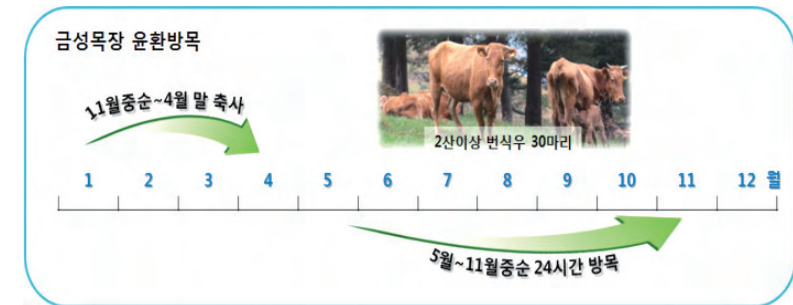 금성목장 윤환방목
11월중순~4월 말 축사
2산이상 번식우 30마리
1 2 3 4 5 6 7 8 9 10 11 12 월
5월~11월중순 24시간 방목